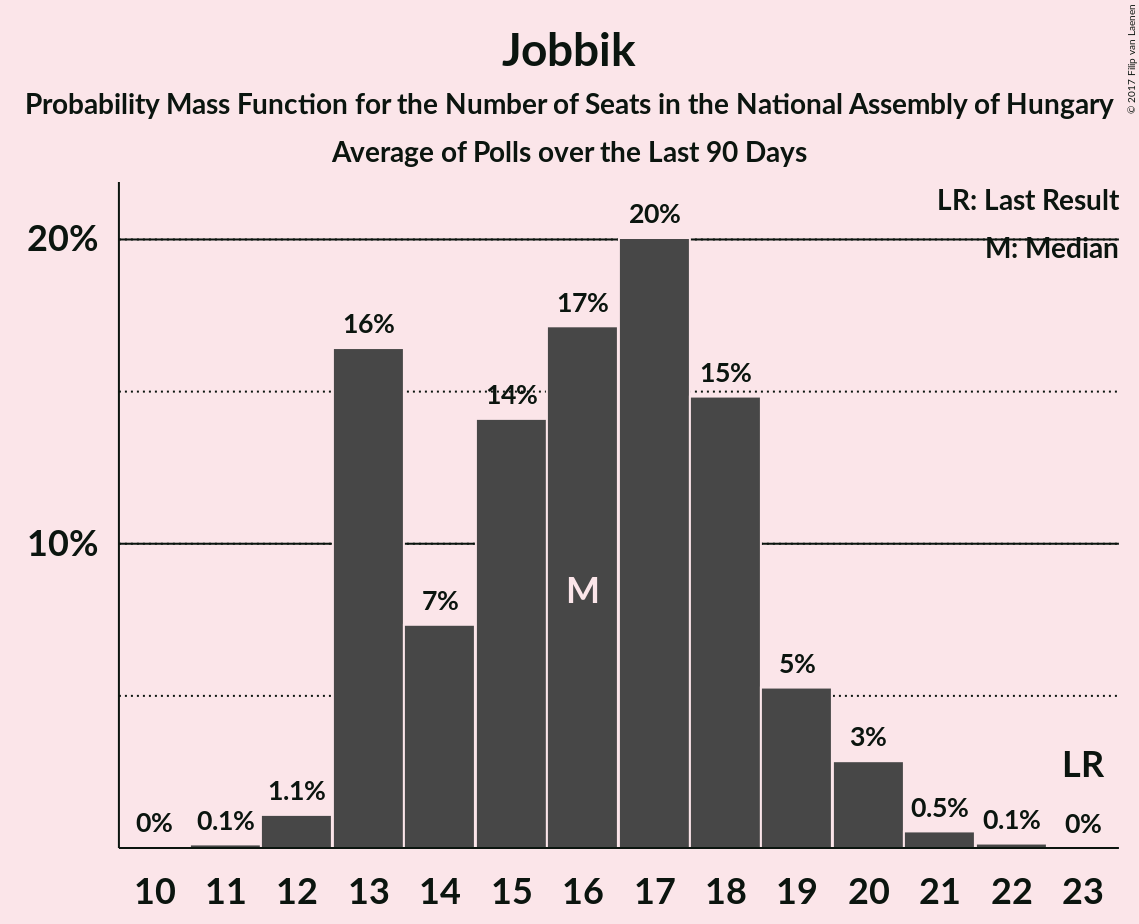 Jobbik
Probability Mass Function for the Number of Seats in the National Assembly of Hungary
Average of Polls over the Last 90 Days
© 2017 Filip van Laenen
LR: Last Result
M: Median
20%
10%
0%
0.1%
1.1%
16%
7%
14%
17%
20%
15%
5%
3%
0.5%
0.1%
0%
M
LR
10 11 12 13 14 15 16 17 18 19 20 21 22 23